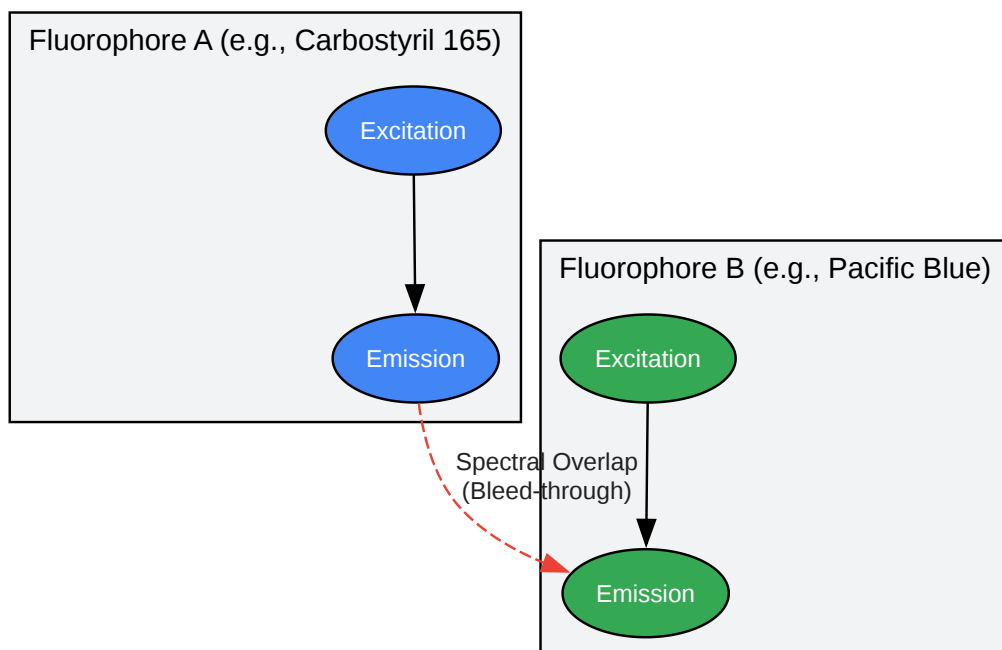 Fluorophore A (e.g., Carbostyril 165)
Excitation
Emission
Fluorophore B (e.g., Pacific Blue)
Excitation
Spectral Overlap
(Bleed-through)
Emission